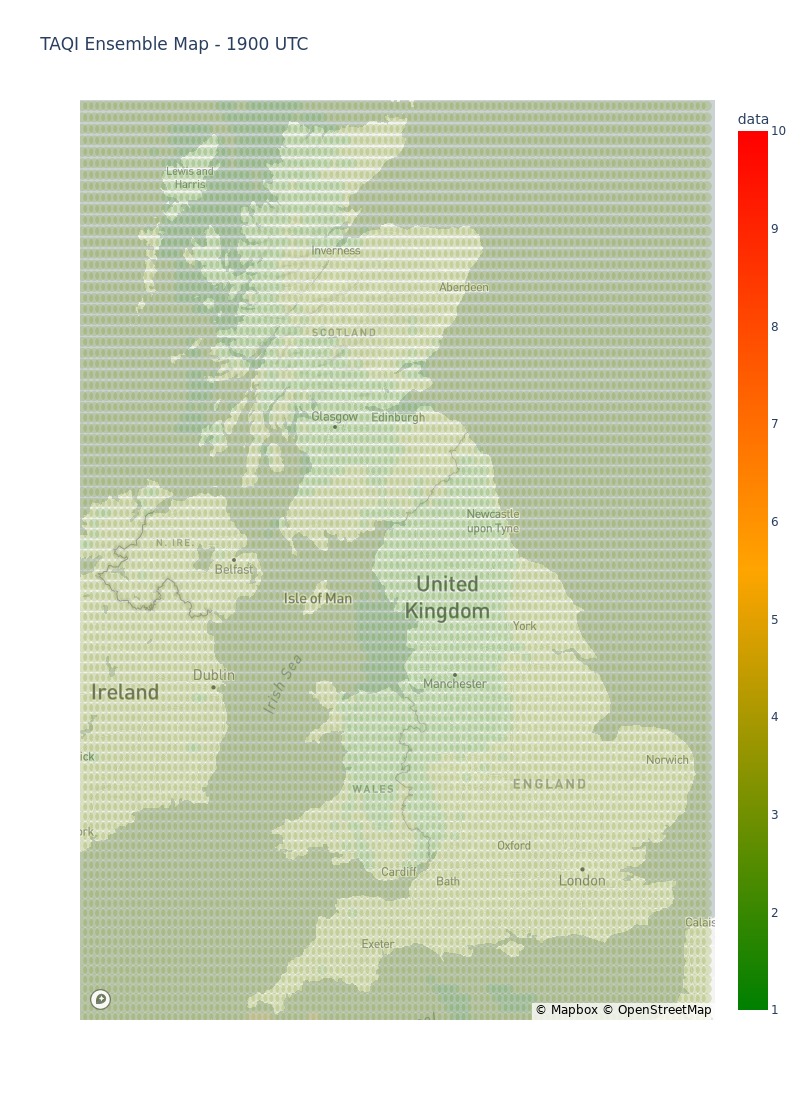 TAQI Ensemble Map - 1900 UTC
data
10
9
8
7
6
5
4
3
2
1
Lewis and
Harris
Inverness
Aberdeen
SCOTLAND
Glasgow
Edinburgh
Newcastle
upon Tyne
N. IRE.
Belfast
Isle of Man
United
Kingdom
York
Irish Sea
Dublin
Manchester
Ireland
ick
Norwich
WALES
ENGLAND
ork
Oxford
Cardiff
Bath
London
Calais
Exeter
© Mapbox © OpenStreetMap